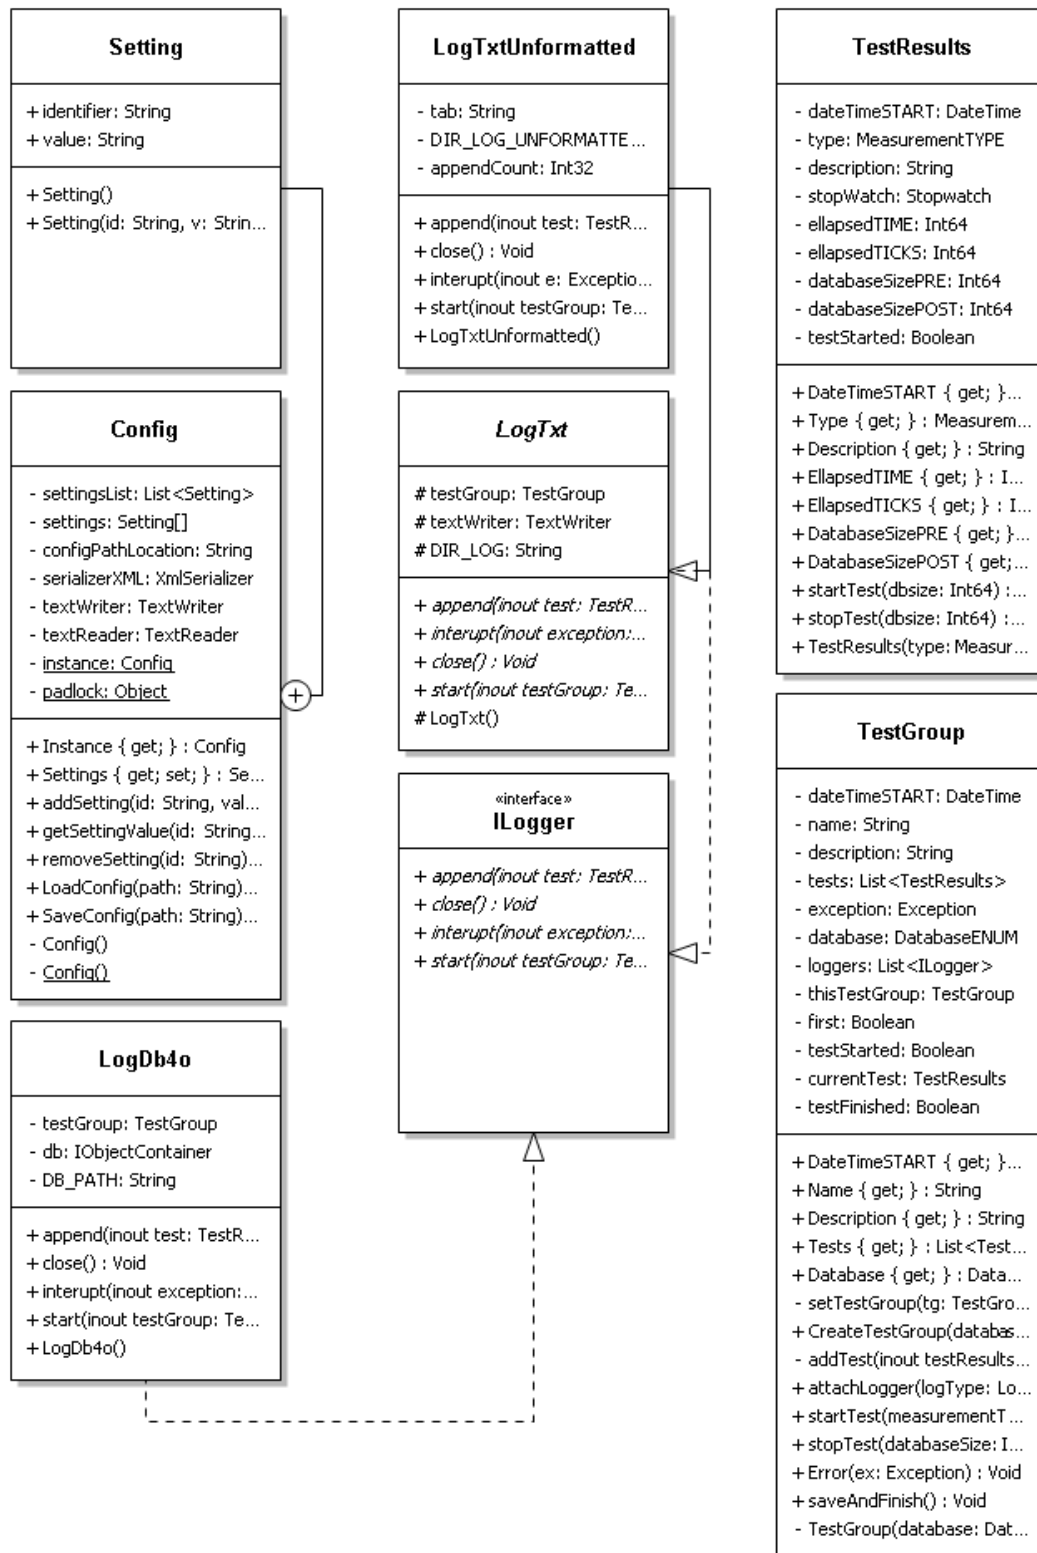 Setting
+ identifier: String
+ value: String
+ Setting()
+ Setting(id: String, v: Strin...
Config
- settingsList: List<Setting>
- settings: Setting[]
- configPathLocation: String
- serializerXML: XmlSerializer
- textWriter: TextWriter
- textReader: TextReader
- instance: Config
- padlock: Object
+ Instance { get; } : Config
+ Settings { get; set; } : Se...
+ addSetting(id: String, val...
+ getSettingValue(id: String...
+ removeSetting(id: String)...
+ LoadConfig(path: String)...
+ SaveConfig(path: String)...
- Config()
- Config()
LogDb4o
- testGroup: TestGroup
- db: IObjectContainer
- DB_PATH: String
+ append(inout test: TestR...
+ close() : Void
+ interupt(inout exception:...
+ start(inout testGroup: Te...
+ LogDb4o()
LogTxtUnformatted
- tab: String
- DIR_LOG_UNFORMATTE...
- appendCount: Int32
+ append(inout test: TestR...
+ close() : Void
+ interupt(inout e: Exceptio...
+ start(inout testGroup: Te...
+ LogTxtUnformatted()
LogTxt
# testGroup: TestGroup
# textWriter: TextWriter
# DIR_LOG: String
+ append(inout test: TestR...
+ interupt(inout exception:...
+ close() : Void
+ start(inout testGroup: Te...
# LogTxt()
«interface»
ILogger
+ append(inout test: TestR...
+ close() : Void
+ interupt(inout exception:...
+ start(inout testGroup: Te...
TestResults
- dateTimeSTART: DateTime
- type: MeasurementTYPE
- description: String
- stopWatch: Stopwatch
- ellapsedTIME: Int64
- ellapsedTICKS: Int64
- databaseSizePRE: Int64
- databaseSizePOST: Int64
- testStarted: Boolean
+ DateTimeSTART { get; }...
+ Type { get; } : Measurem...
+ Description { get; } : String
+ EllapsedTIME { get; } : I...
+ EllapsedTICKS { get; } : I...
+ DatabaseSizePRE { get; }...
+ DatabaseSizePOST { get;...
+ startTest(dbsize: Int64) :...
+ stopTest(dbsize: Int64) :...
+ TestResults(type: Measur...
TestGroup
- dateTimeSTART: DateTime
- name: String
- description: String
- tests: List<TestResults>
- exception: Exception
- database: DatabaseENUM
- loggers: List<ILogger>
- thisTestGroup: TestGroup
- first: Boolean
- testStarted: Boolean
- currentTest: TestResults
- testFinished: Boolean
+ DateTimeSTART { get; }...
+ Name { get; } : String
+ Description { get; } : String
+ Tests { get; } : List<Test...
+ Database { get; } : Data...
- setTestGroup(tg: TestGro...
+ CreateTestGroup(databas...
- addTest(inout testResults...
+ attachLogger(logType: Lo...
+ startTest(measurementT...
+ stopTest(databaseSize: I...
+ Error(ex: Exception) : Void
+ saveAndFinish() : Void
- TestGroup(database: Dat...